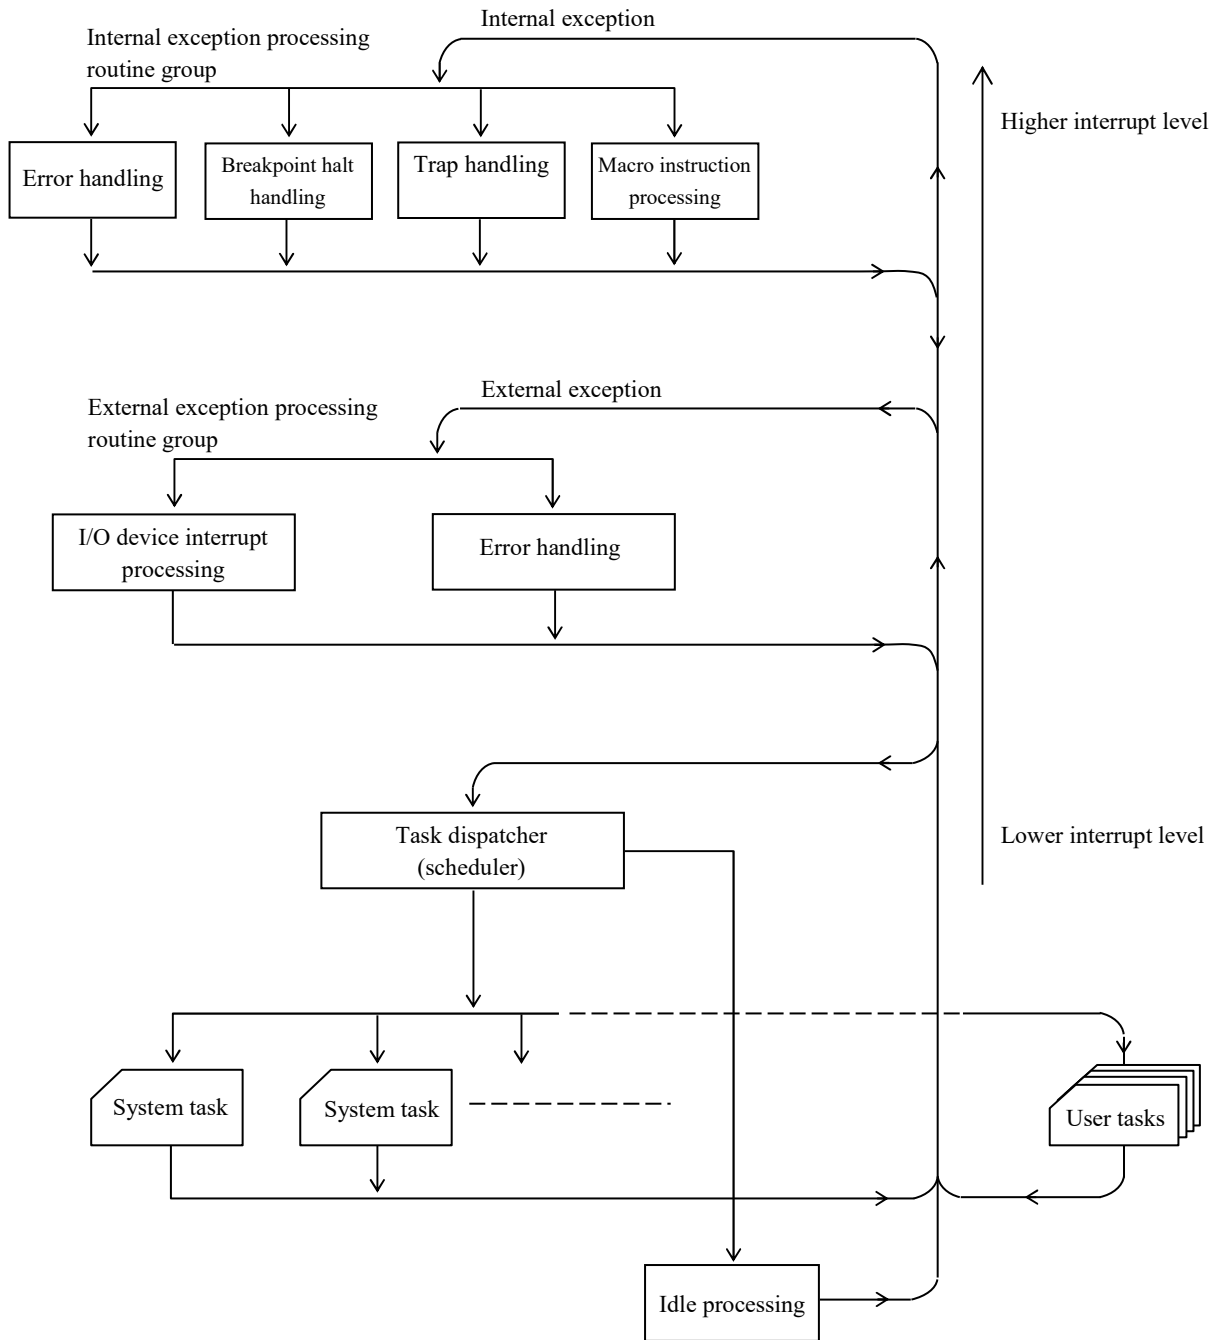 Internal exception
Internal exception processing
routine group
Higher interrupt level
Error handling
Breakpoint halt
handling
Trap handling
Macro instruction
processing
External exception
External exception processing
routine group
I/O device interrupt
processing
Error handling
Task dispatcher
(scheduler)
Lower interrupt level
System task
System task
User tasks
Idle processing